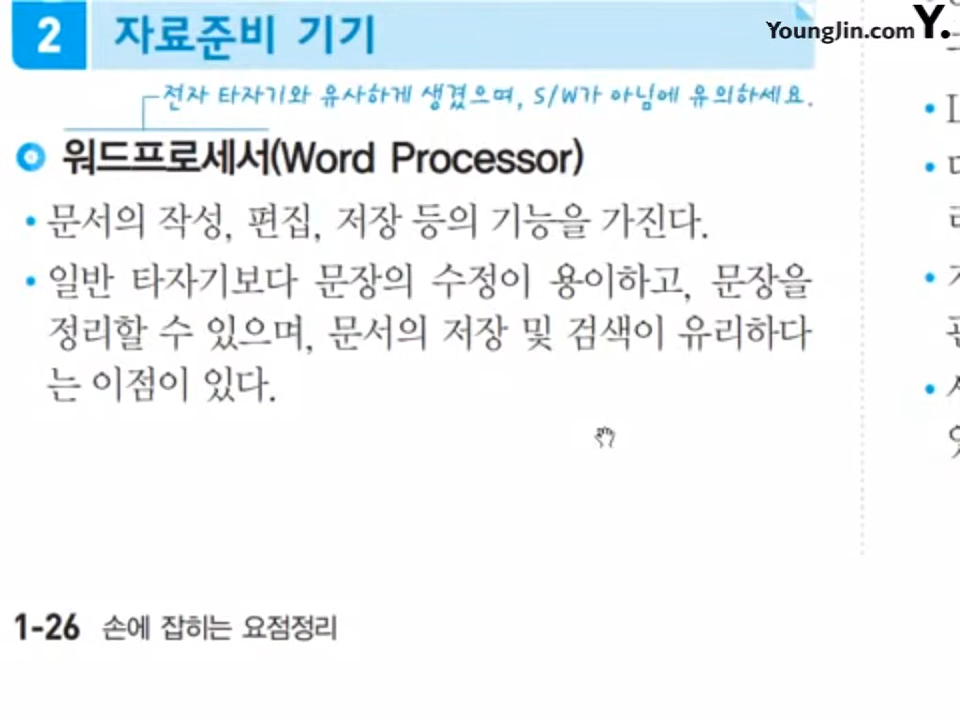 2 자료준비 기기
YoungJin.com Y.
전자 타자기와 유사하게 생겼으며, S/W가 아님에 유의하세요.
워드프로세서(Word Processor)
• 문서의 작성, 편집, 저장 등의 기능을 가진다.
• 일반 타자기보다 문장의 수정이 용이하고, 문장을
정리할 수 있으며, 문서의 저장 및 검색이 유리하다
는 이점이 있다.
1-26 손에 잡히는 요점정리